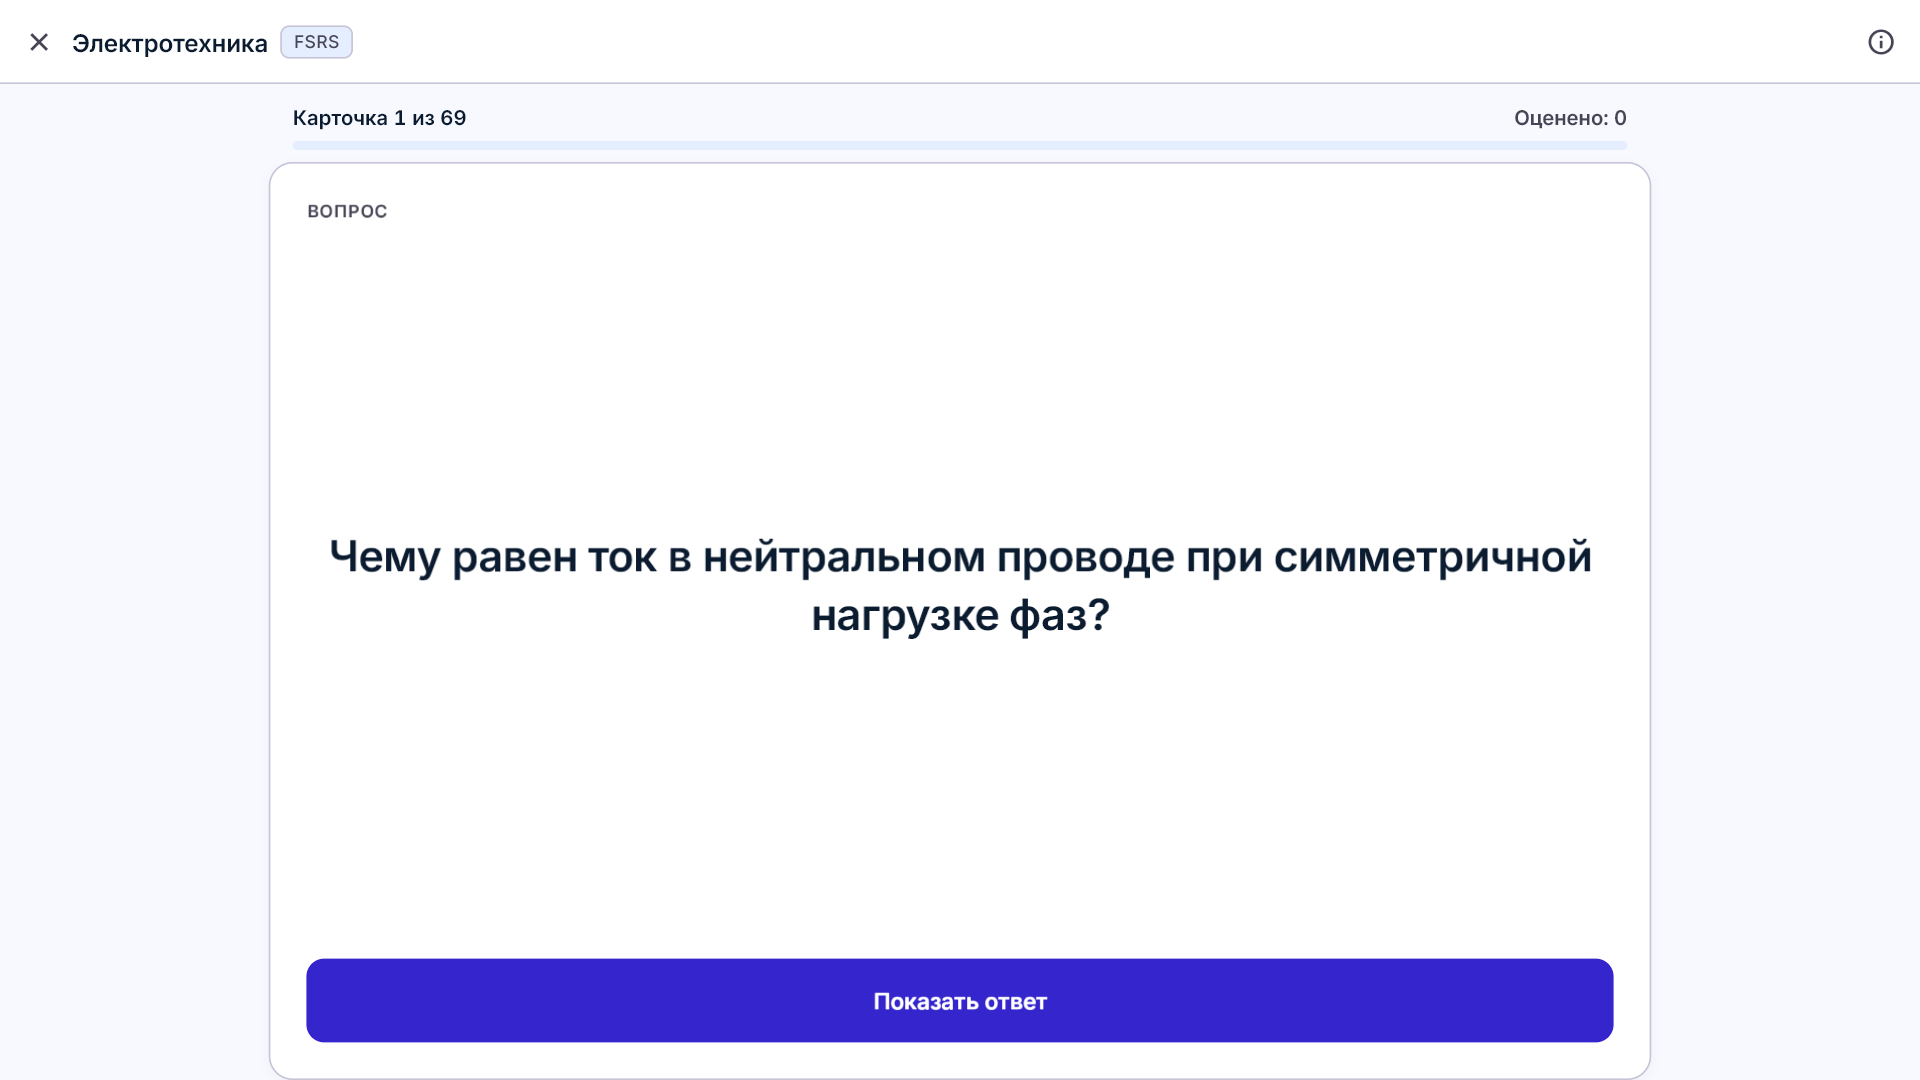 Электротехника FSRS
Карточка 1 из 69
Оценено: 0
ВОПРОС
Чему равен ток в нейтральном проводе при симметричной
нагрузке фаз?
Показать ответ